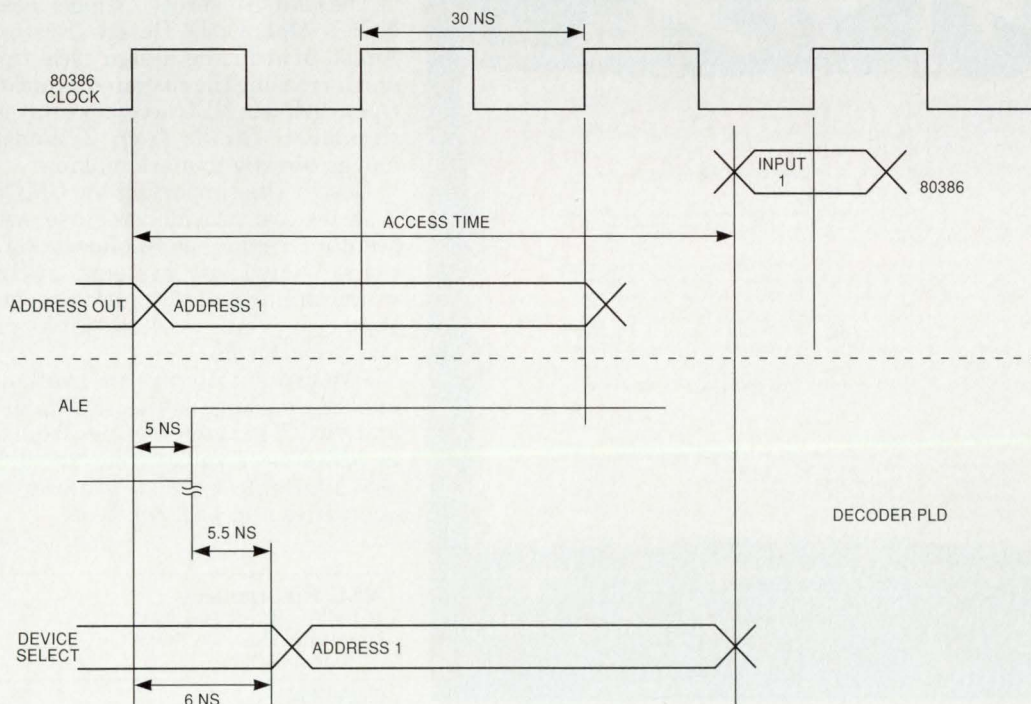 30 NS
80386
CLOCK
INPUT
1
80386
ACCESS TIME
ADDRESS OUT
ADDRESS 1
ALE
5 NS
DECODER PLD
5.5 NS
DEVICE
SELECT
ADDRESS 1
6 NS